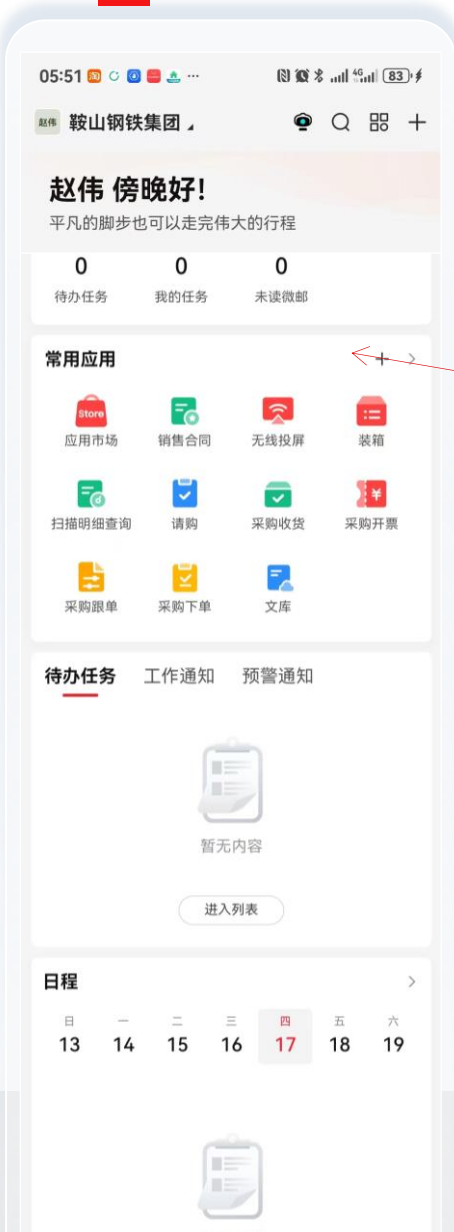 05:51 ... 4G 83
赵伟 鞍山钢铁集团
赵伟 傍晚好!
平凡的脚步也可以走完伟大的行程
0 0 0
待办任务 我的任务 未读微邮
常用应用
Store
应用市场 销售合同 无线投屏 装箱
扫描明细查询 请购 采购收货 采购开票
采购跟单 采购下单 文库
待办任务 工作通知 预警通知
暂无内容
进入列表
日程
日 一 二 三 四 五 六
13 14 15 16 17 18 19